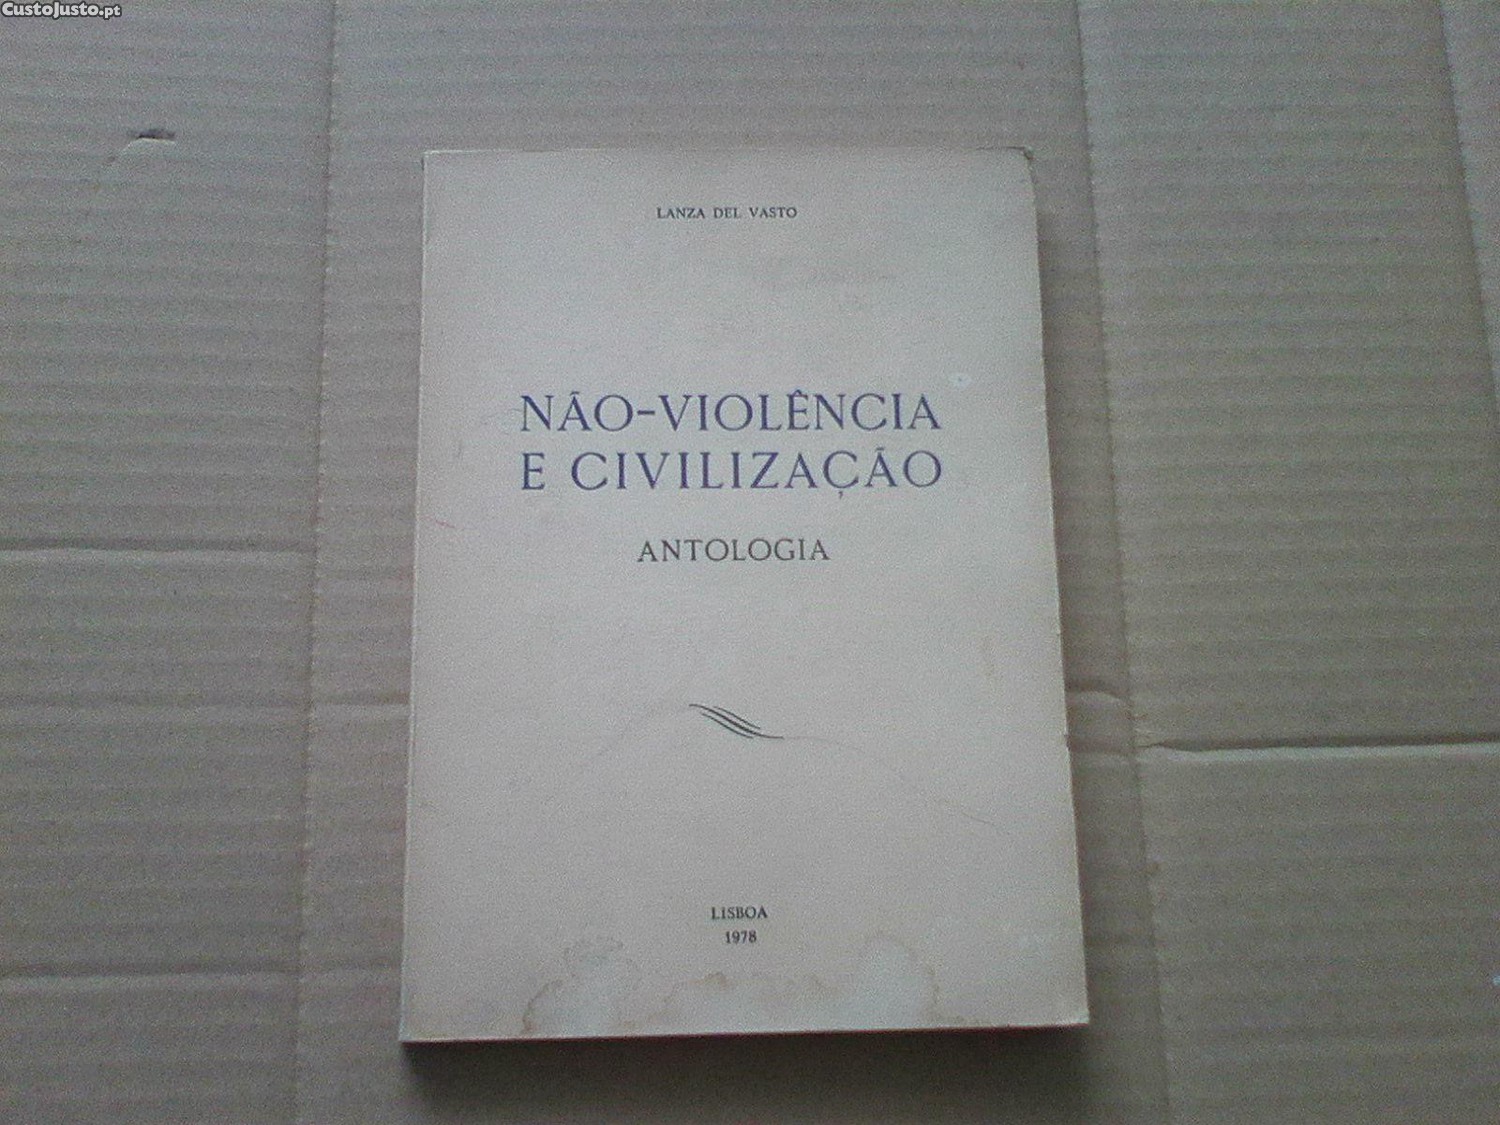 CustoJusto.pt
LANZA DEL VASTO
NÃO-VIOLÊNCIA
E CIVILIZAÇÃO
ANTOLOGIA
LISBOA
1978